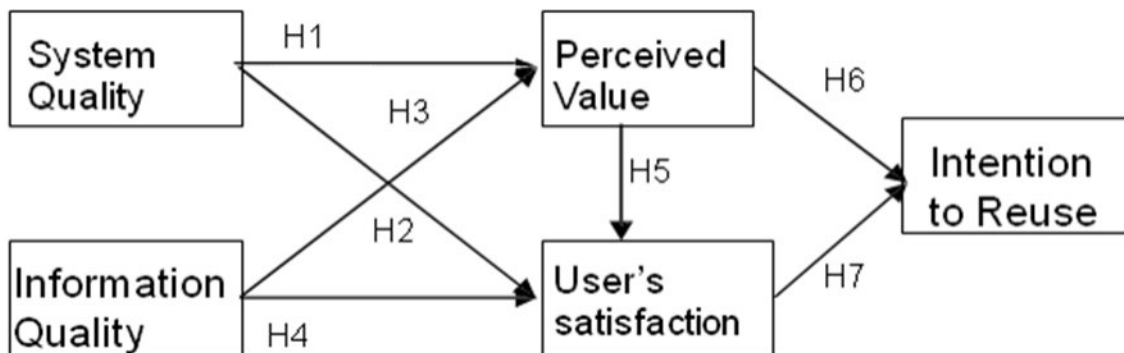 System
Quality
H1
Perceived
Value
H6
H3
H5
Intention
to Reuse
H2
Information
Quality
H4
User's
satisfaction
H7